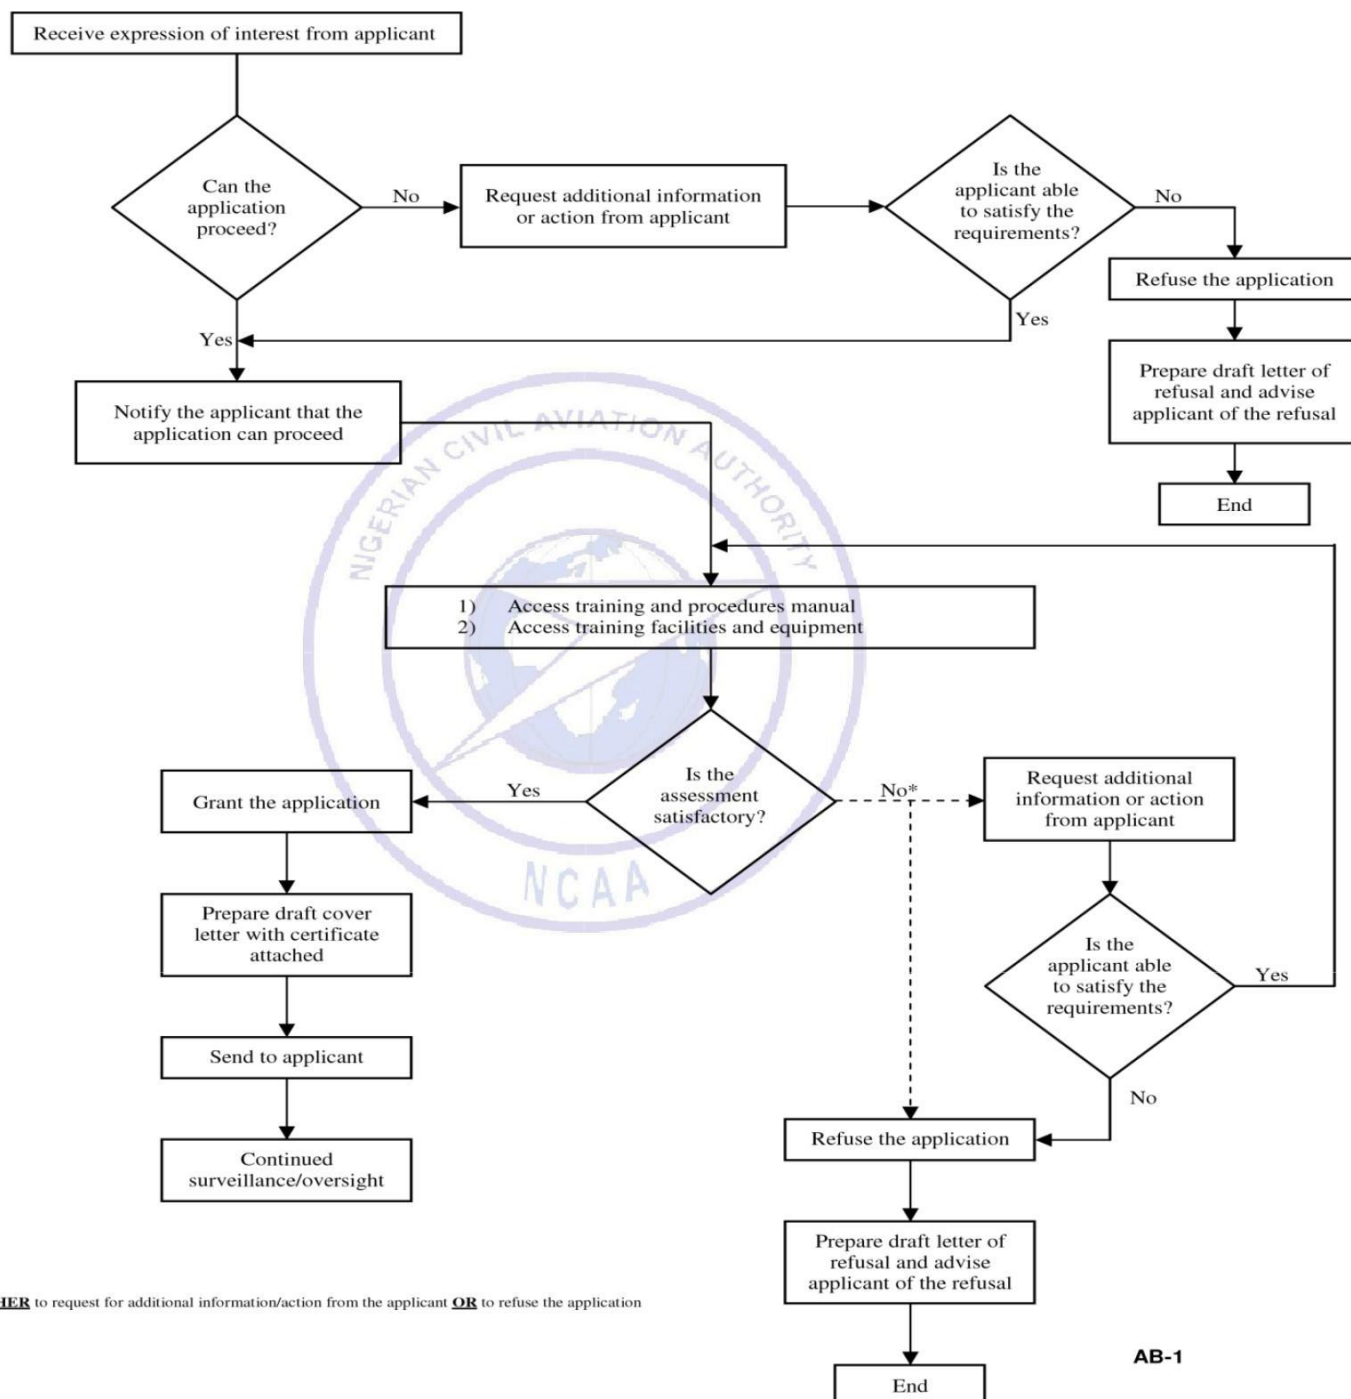 Receive expression of interest from applicant
Can the
application
proceed?
No
Request additional information
or action from applicant
Is the
applicant able
to satisfy the
requirements?
No
Refuse the application
Yes
Yes
Prepare draft letter of
refusal and advise
applicant of the refusal
Notify the applicant that the
application can proceed
End
NIGERIAN CIVIL AVIATION AUTHORITY
1) Access training and procedures manual
2) Access training facilities and equipment
Is the
assessment
satisfactory?
Yes
Grant the application
No*
Request additional
information or action
from applicant
NCAA
Prepare draft cover
letter with certificate
attached
Is the
applicant able
to satisfy the
requirements?
Yes
Send to applicant
No
Refuse the application
Continued
surveillance/oversight
Prepare draft letter of
refusal and advise
applicant of the refusal
HER to request for additional information/action from the applicant OR to refuse the application
AB-1
End